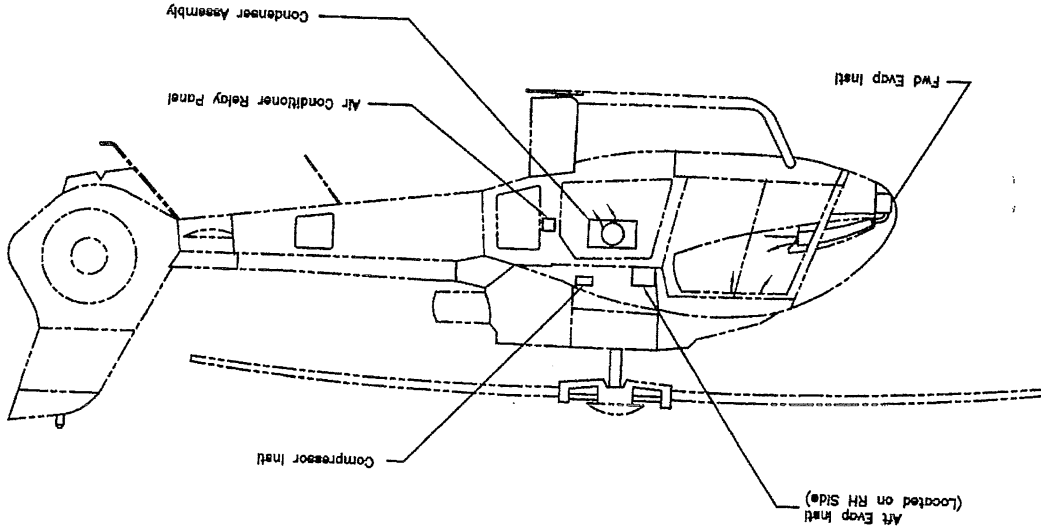 Aft Evap Instl
(Located on RH Side)
Compressor Instl
Fwd Evap Instl
Air Conditioner Relay Panel
Condenser Assembly